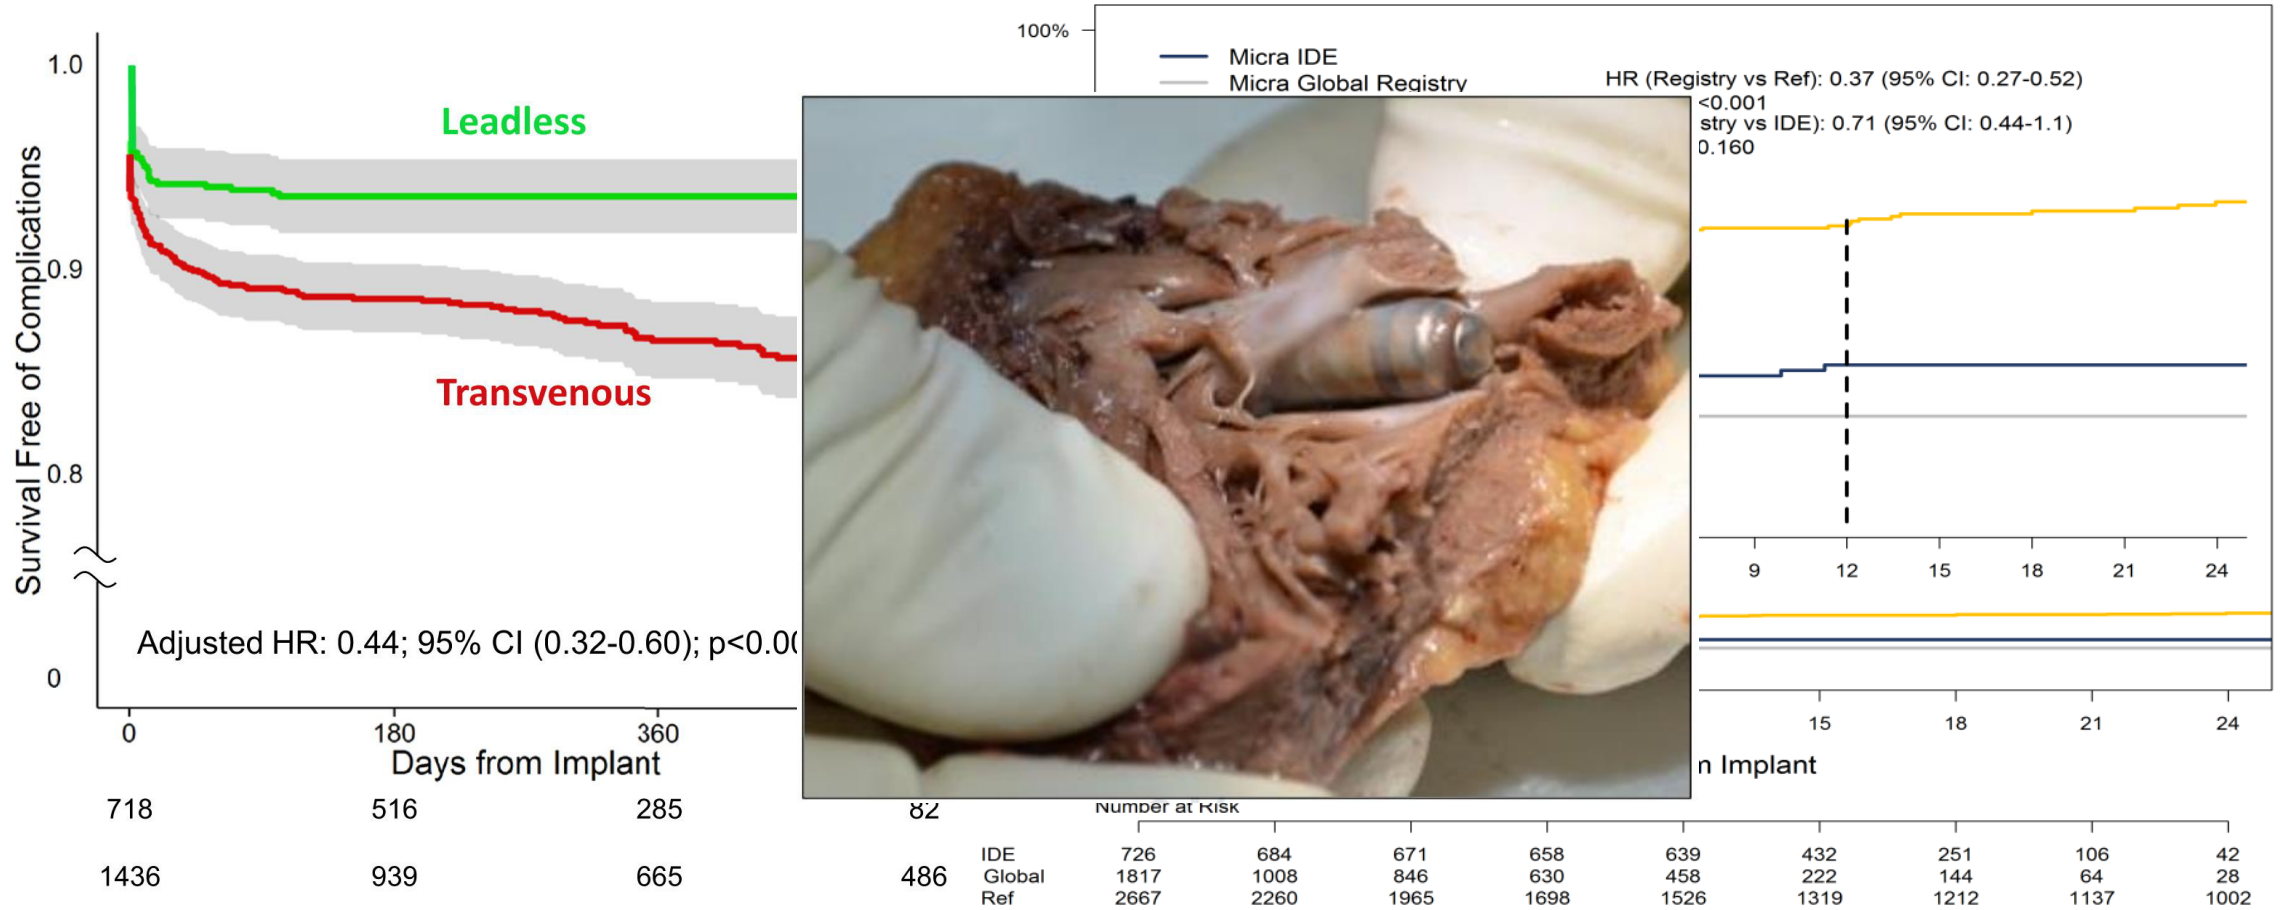 Survival Free of Complications
1.0
0.9
0.8
0
Leadless
Transvenous
Adjusted HR: 0.44; 95% CI (0.32-0.60);
0 180 360
Days from Implant
718 516 285 82
1436 939 665 486
100%
Micra IDE
Micra Global Registry
HR (Registry vs Ref): 0.37 (95% CI: 0.27-0.52)
<0.001
vs IDE): 0.71 (95% CI: 0.44-1.1)
0.160
9 12 15 18 21 24
15 18 21 24
Implant
Number at Risk
IDE 726 684 671 658 639 432 251 106 42
Global 1817 1008 846 630 458 222 144 64 28
Ref 2667 2260 1965 1698 1526 1319 1212 1137 1002